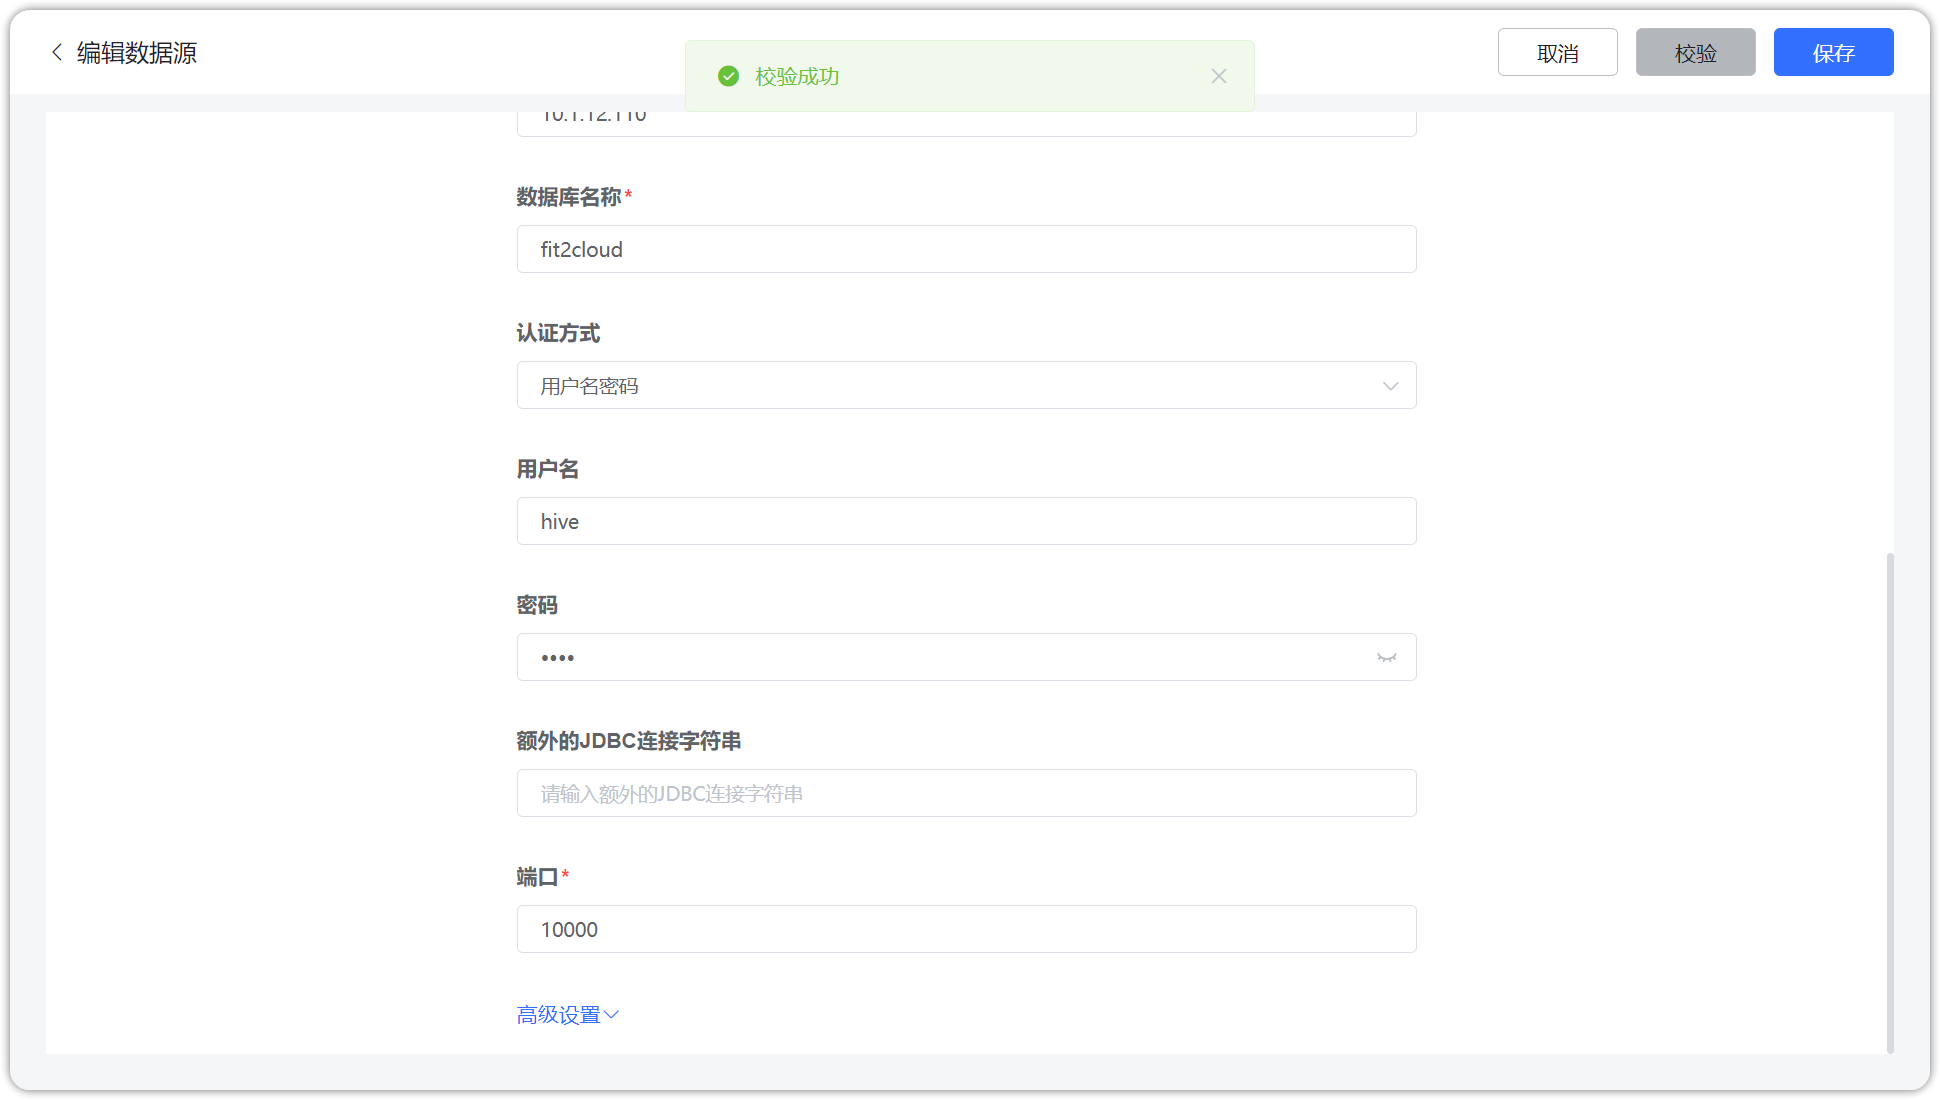 编辑数据源
校验成功
取消
校验
保存
10.1.12.110
数据库名称*
fit2cloud
认证方式
用户名密码
用户名
hive
密码
••••
额外的JDBC连接字符串
请输入额外的JDBC连接字符串
端口*
10000
高级设置